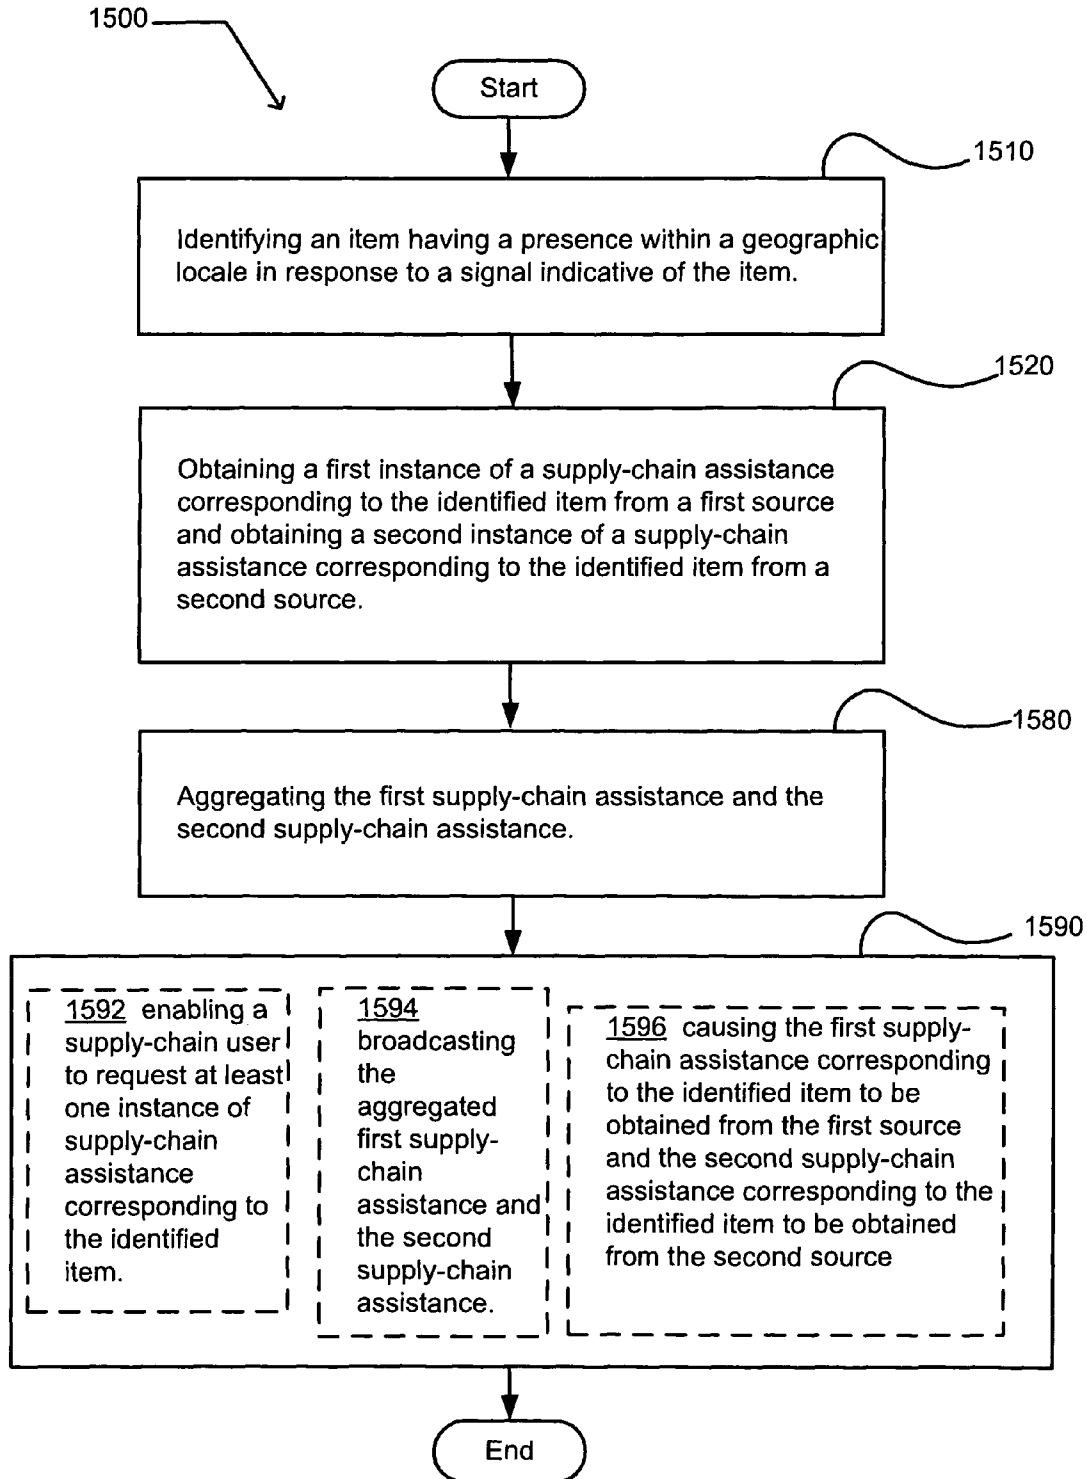 1500
Start
1510
Identifying an item having a presence within a geographic
locale in response to a signal indicative of the item.
1520
Obtaining a first instance of a supply-chain assistance
corresponding to the identified item from a first source
and obtaining a second instance of a supply-chain
assistance corresponding to the identified item from a
second source.
1580
Aggregating the first supply-chain assistance and the
second supply-chain assistance.
1590
1592 enabling a
supply-chain user
to request at least
one instance of
supply-chain
assistance
corresponding to
the identified
item.
1594
broadcasting
the
aggregated
first supply-
chain
assistance and
the second
supply-chain
assistance.
1596 causing the first supply-
chain assistance corresponding
to the identified item to be
obtained from the first source
and the second supply-chain
assistance corresponding to the
identified item to be obtained
from the second source
End